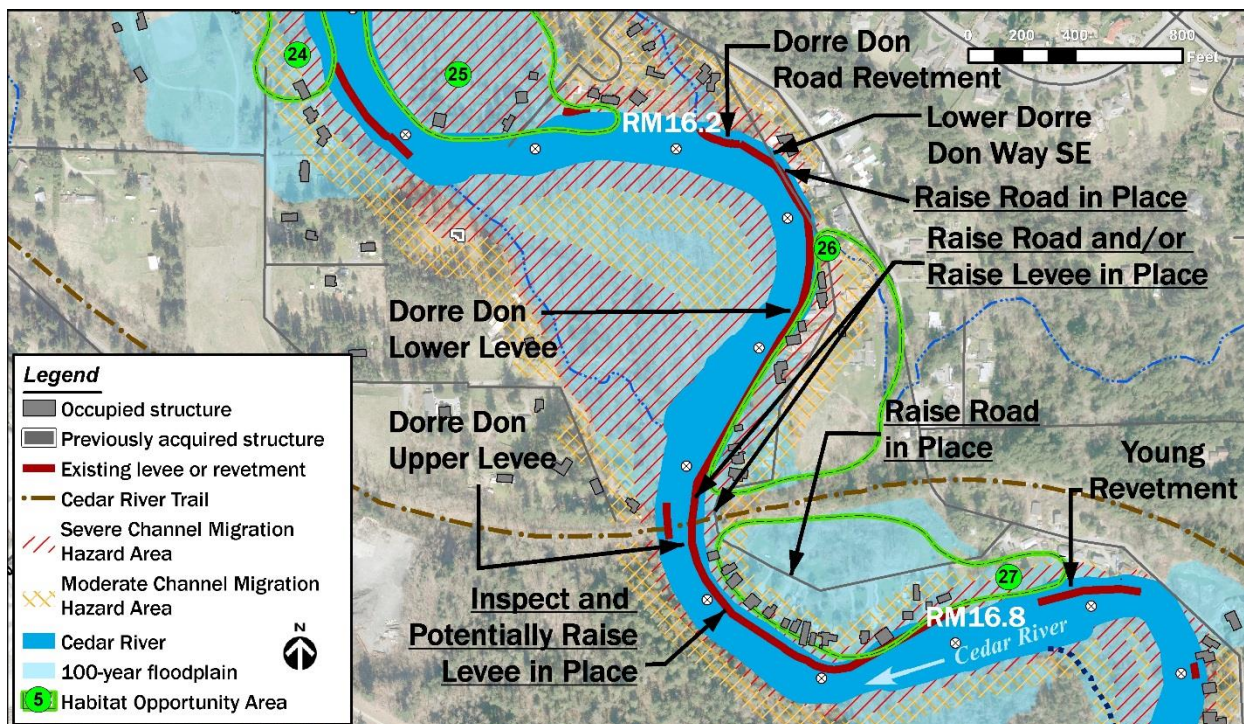 24
25
0
200
400
800
Feet
Dorre Don
Road Revetment
RM16.2
Lower Dorre
Don Way SE
Raise Road in Place
Raise Road and/or
Raise Levee in Place
26
Dorre Don
Lower Levee
Dorre Don
Upper Levee
Raise Road
in Place
Young
Revetment
27
RM16.8
Cedar River
Inspect and
Potentially Raise
Levee in Place
Legend
Occupied structure
Previously acquired structure
Existing levee or revetment
Cedar River Trail
Severe Channel Migration
Hazard Area
Moderate Channel Migration
Hazard Area
Cedar River
100-year floodplain
5 Habitat Opportunity Area
N